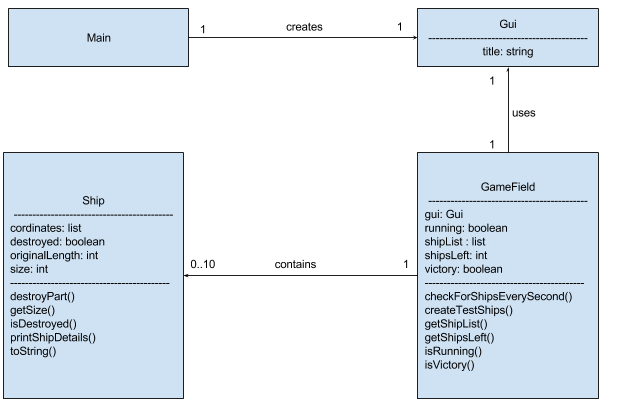 Main
1
creates
1
Gui
title: string
1
uses
1
Ship
cordinates: list
destroyed: boolean
originalLength: int
size: int
destroyPart()
getSize()
isDestroyed()
printShipDetails()
toString()
0..10
contains
1
GameField
gui: Gui
running: boolean
shipList : list
shipsLeft: int
victory: boolean
checkForShipsEverySecond()
createTestShips()
getShipList()
getShipsLeft()
isRunning()
isVictory()